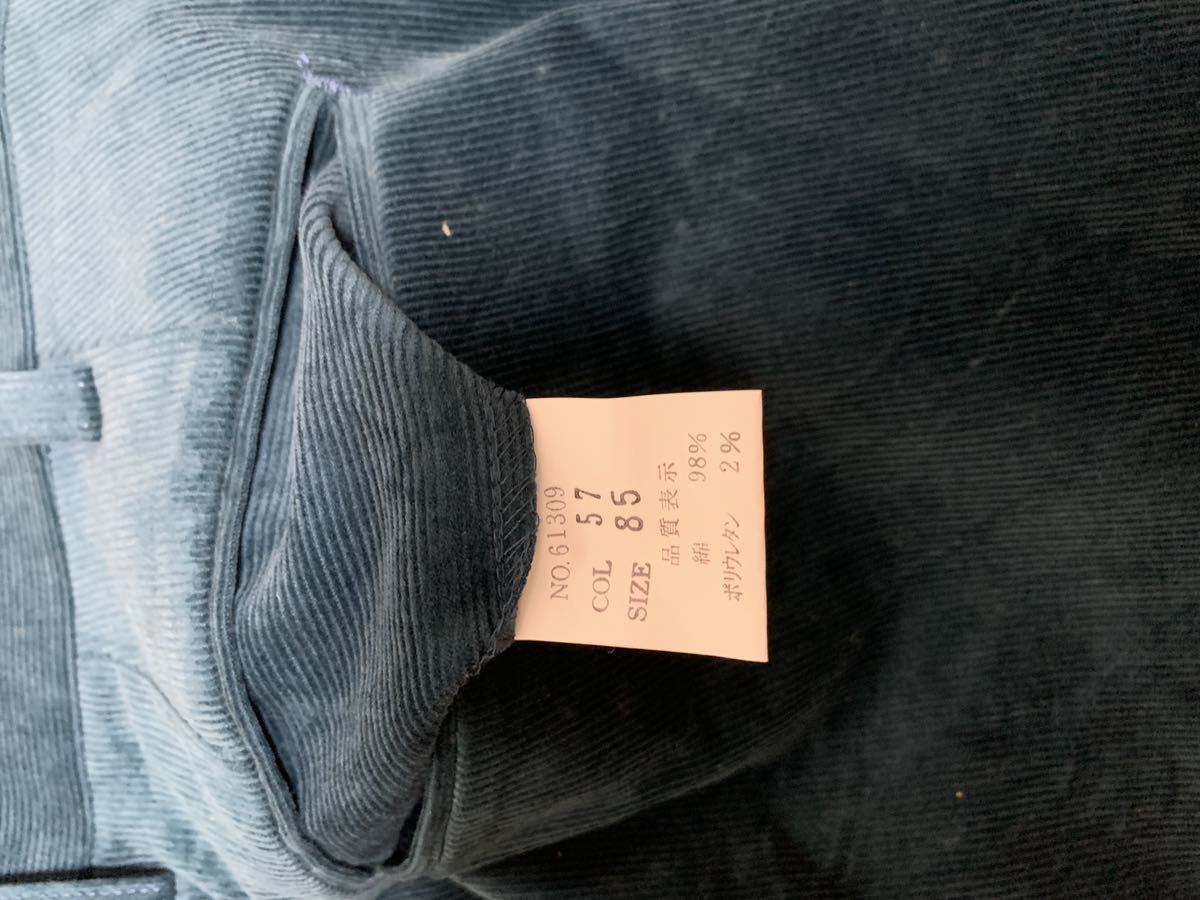 NO.61309
COL 57
SIZE 85
品質表示
綿 98%
ポリウレタン 2%